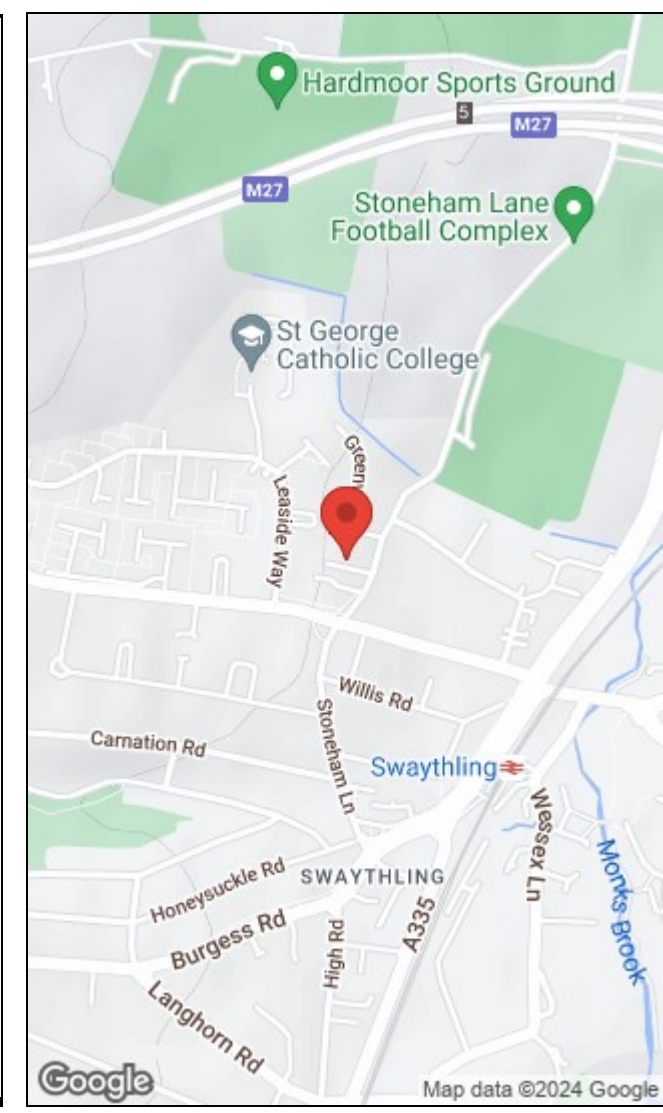 Hardmoor Sports Ground
5
M27
M27
Stoneham Lane
Football Complex
St George
Catholic College
Greenw
Leaside Way
Willis Rd
Stoneham Ln
Carnation Rd
Swaythling
Wessex Ln
Honeysuckle Rd
SWAYTHLING
Monks Brook
Burgess Rd
High Rd
A335
Langhorn Rd
Google
Map data ©2024 Google